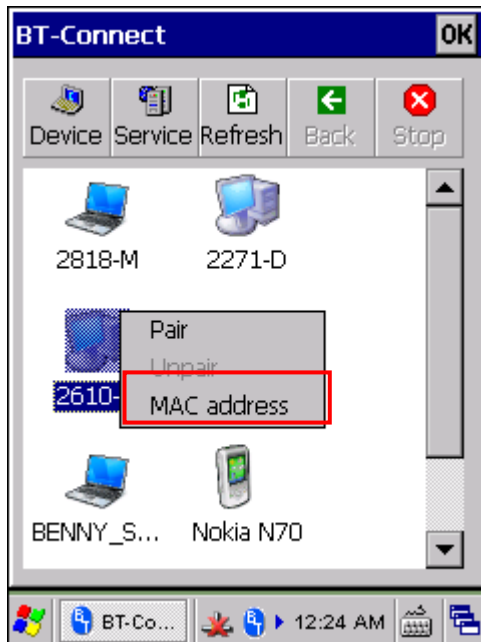 BT-Connect OK
Device Service Refresh Back Stop
2818-M 2271-D
Pair
Unpair
2610-
MAC address
BENNY_S... Nokia N70
BT-Co... 12:24 AM